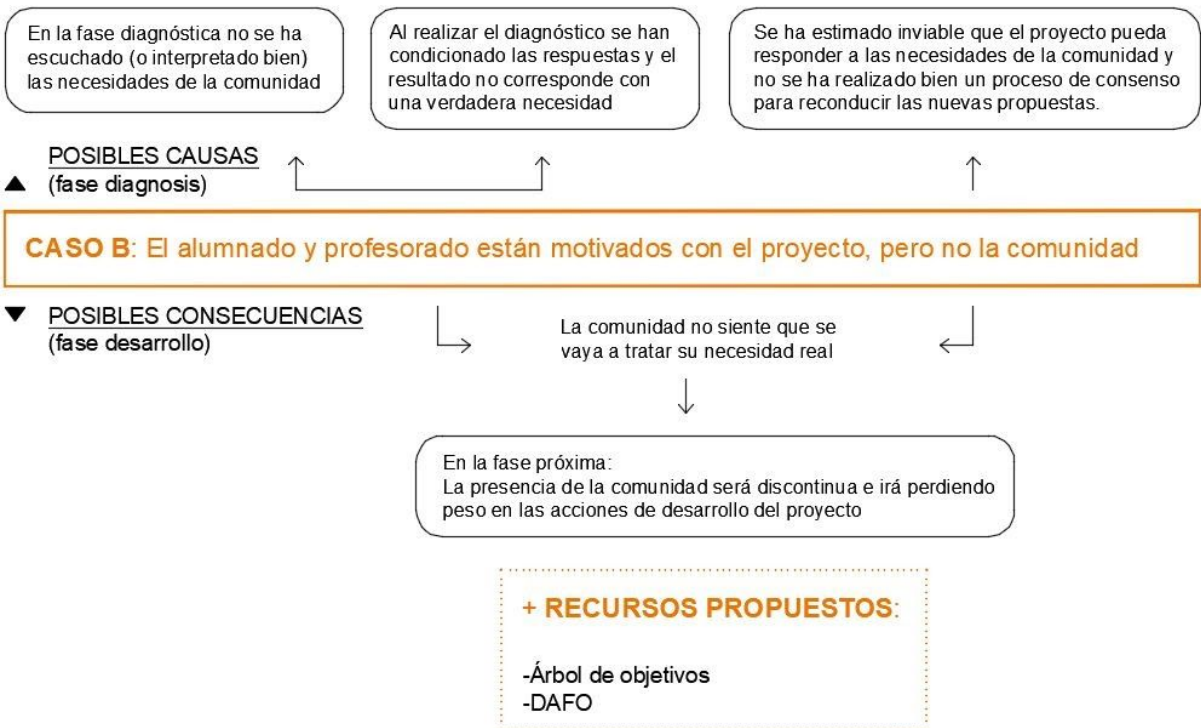 En la fase diagnóstica no se ha
escuchado (o interpretado bien)
las necesidades de la comunidad
Al realizar el diagnóstico se han
condicionado las respuestas y el
resultado no corresponde con
una verdadera necesidad
Se ha estimado inviable que el proyecto pueda
responder a las necesidades de la comunidad y
no se ha realizado bien un proceso de consenso
para reconducir las nuevas propuestas.
POSIBLES CAUSAS
(fase diagnosis)
CASO B: El alumnado y profesorado están motivados con el proyecto, pero no la comunidad
POSIBLES CONSECUENCIAS
(fase desarrollo)
La comunidad no siente que se
vaya a tratar su necesidad real
En la fase próxima:
La presencia de la comunidad será discontinua e irá perdiendo
peso en las acciones de desarrollo del proyecto
+ RECURSOS PROPUESTOS:
-Árbol de objetivos
-DAFO